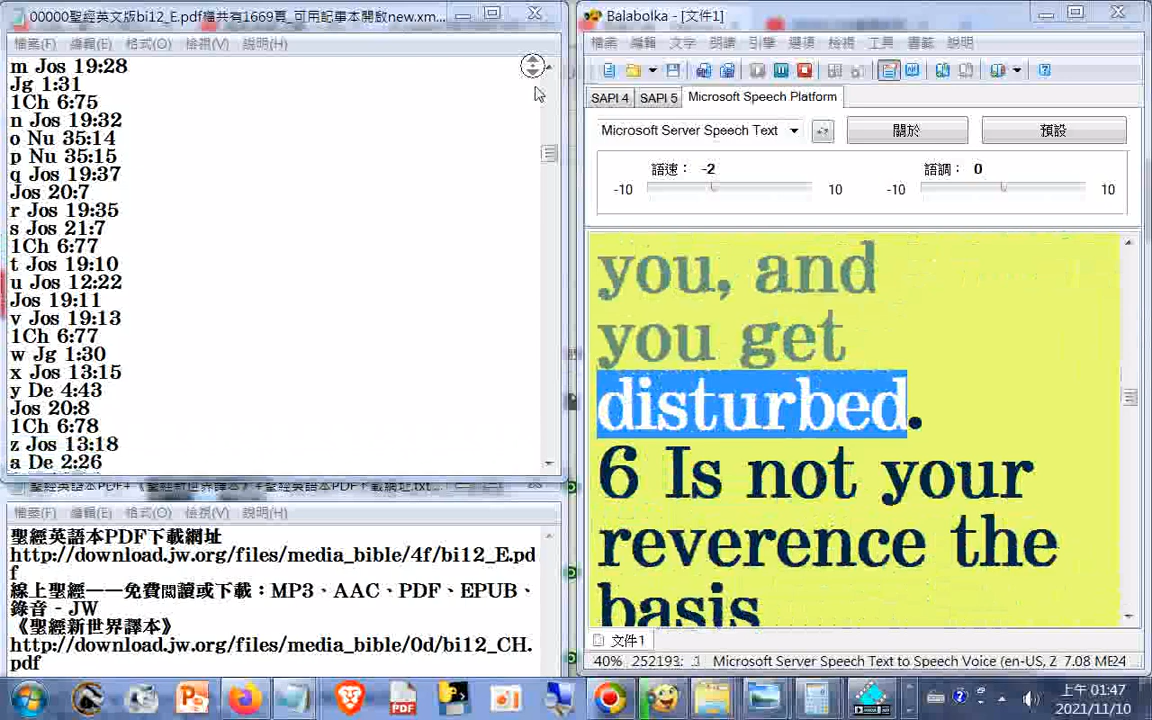 00000聖經英文版bi12_E.pdf檔共有1669頁_可用記事本開啟new.xm...
檔案(F) 編輯(E) 格式(O) 檢視(V) 說明(H)
m Jos 19:28
Jg 1:31
1Ch 6:75
n Jos 19:32
o Nu 35:14
p Nu 35:15
q Jos 19:37
Jos 20:7
r Jos 19:35
s Jos 21:7
1Ch 6:77
t Jos 19:10
u Jos 12:22
Jos 19:11
v Jos 19:13
1Ch 6:77
w Jg 1:30
x Jos 13:15
y De 4:43
Jos 20:8
1Ch 6:78
z Jos 13:18
a De 2:26
檔案(F) 編輯(E) 格式(O) 檢視(V) 說明(H)
聖經英語本PDF下載網址
http://download.jw.org/files/media_bible/4f/bi12_E.pd
f
線上聖經——免費閱讀或下載：MP3、AAC、PDF、EPUB、
錄音 - JW
《聖經新世界譯本》
http://download.jw.org/files/media_bible/0d/bi12_CH.
pdf
Balabolka - [文件1]
檔案 編輯 文字 朗讀 引擎 選項 檢視 工具 書籤 說明
SAPI 4 SAPI 5 Microsoft Speech Platform
Microsoft Server Speech Text 關於 預設
語速： -2 語調： 0
-10 10 -10 10
you, and
you get
disturbed.
6 Is not your
reverence the
basis
文件1
40% 252193: Microsoft Server Speech Text to Speech Voice (en-US, Z 7.08 ME24
PDF
上午 01:47
2021/11/10